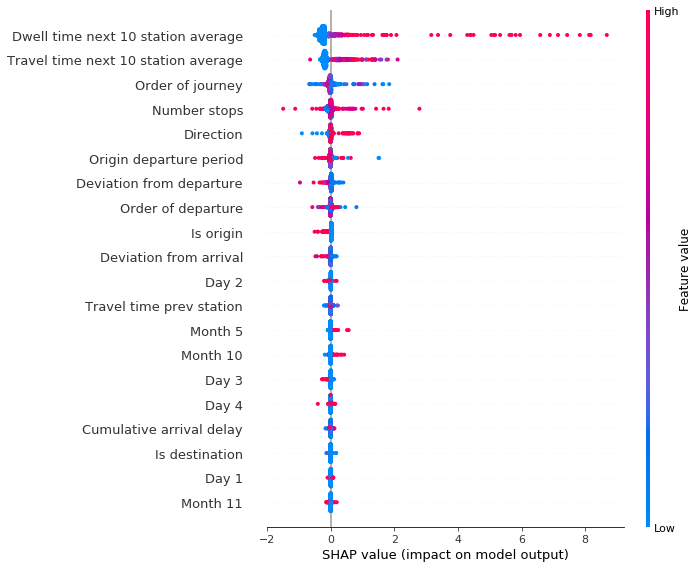 High
Dwell time next 10 station average
Travel time next 10 station average
Order of journey
Number stops
Direction
Origin departure period
Deviation from departure
Order of departure
Is origin
Deviation from arrival
Day 2
Travel time prev station
Month 5
Month 10
Day 3
Day 4
Cumulative arrival delay
Is destination
Day 1
Month 11
Feature value
Low
−2 0 2 4 6 8
SHAP value (impact on model output)